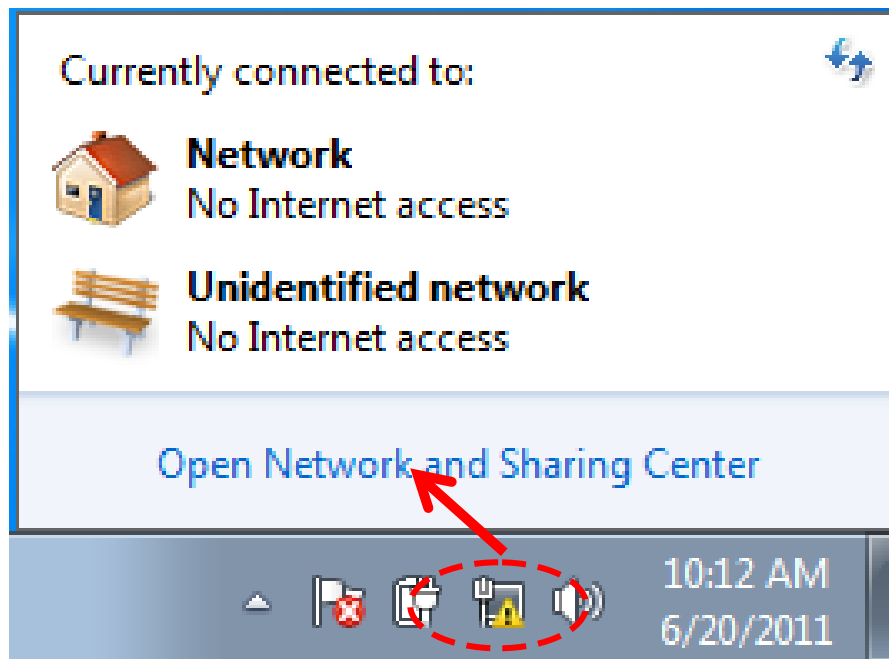 Currently connected to:
Network
No Internet access
Unidentified network
No Internet access
Open Network and Sharing Center
10:12 AM
6/20/2011